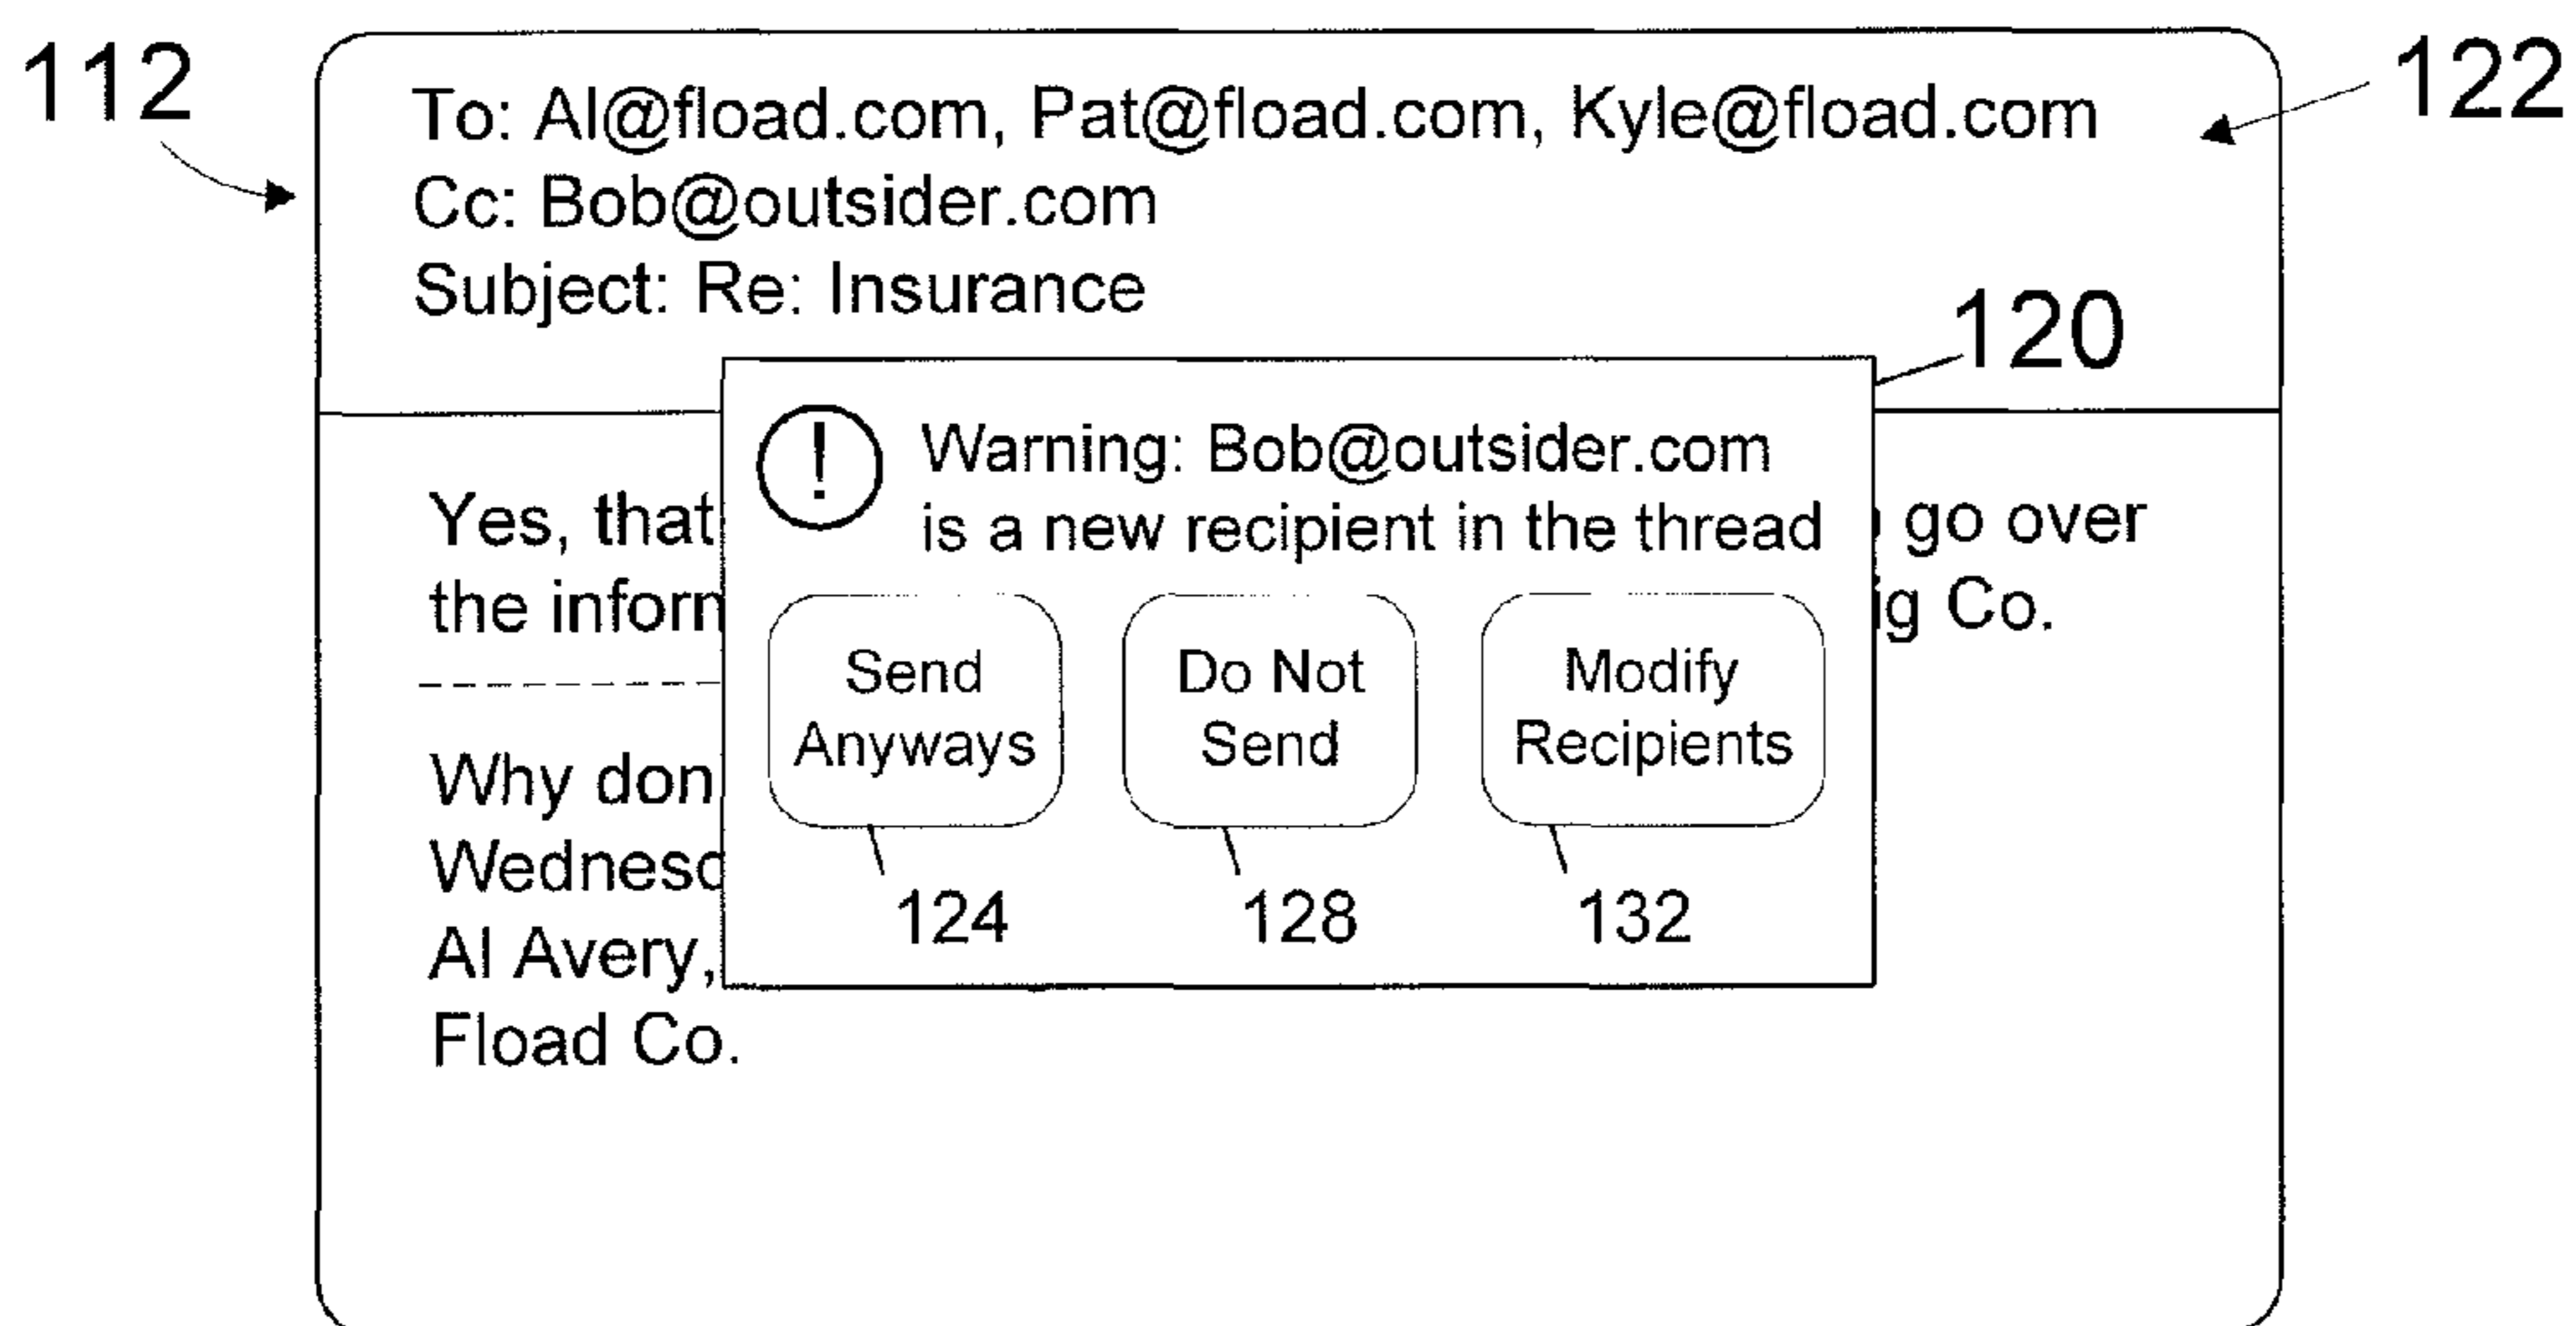 112
122
To: Al@fload.com, Pat@fload.com, Kyle@fload.com
Cc: Bob@outsider.com
Subject: Re: Insurance
120
Warning: Bob@outsider.com
is a new recipient in the thread
Yes, that
go over
the inform
ig Co.
Send
Anyways
Do Not
Send
Modify
Recipients
124
128
132
Why don
Wednesd
Al Avery,
Fload Co.